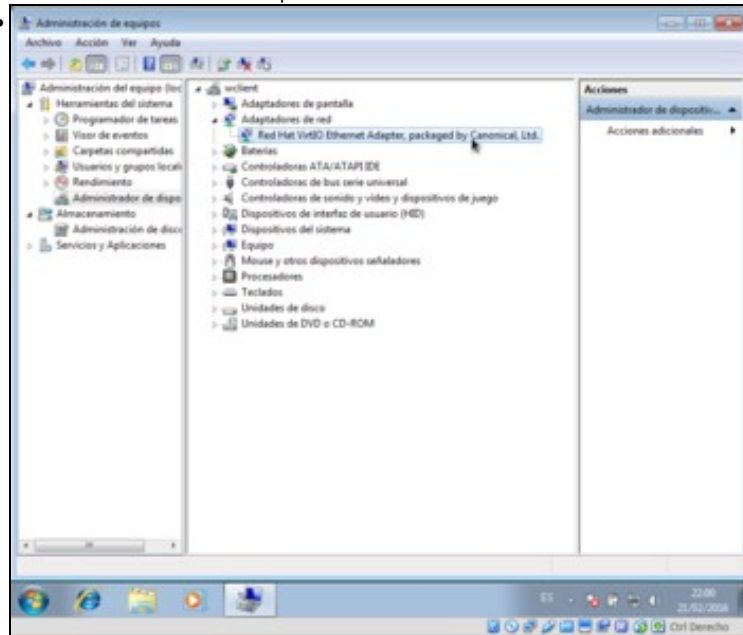 Administración de equipos
Archivo Acción Ver Ayuda
Administración del equipo (loc
Herramientas del sistema
Programador de tareas
Visor de eventos
Carpetas compartidas
Usuarios y grupos locale
Rendimiento
Administrador de dispo
Almacenamiento
Administración de disco
Servicios y Aplicaciones
wclient
Adaptadores de pantalla
Adaptadores de red
Red Hat VirtIO Ethernet Adapter, packaged by Canonical, Ltd.
Baterías
Controladoras ATA/ATAPI IDE
Controladoras de bus serie universal
Controladoras de sonido y vídeo y dispositivos de juego
Dispositivos de interfaz de usuario (HID)
Dispositivos del sistema
Equipo
Mouse y otros dispositivos señaladores
Procesadores
Teclados
Unidades de disco
Unidades de DVD o CD-ROM
Acciones
Administrador de dispositiv...
Acciones adicionales
ES
22:00
21/02/2016
Ctrl Derecho